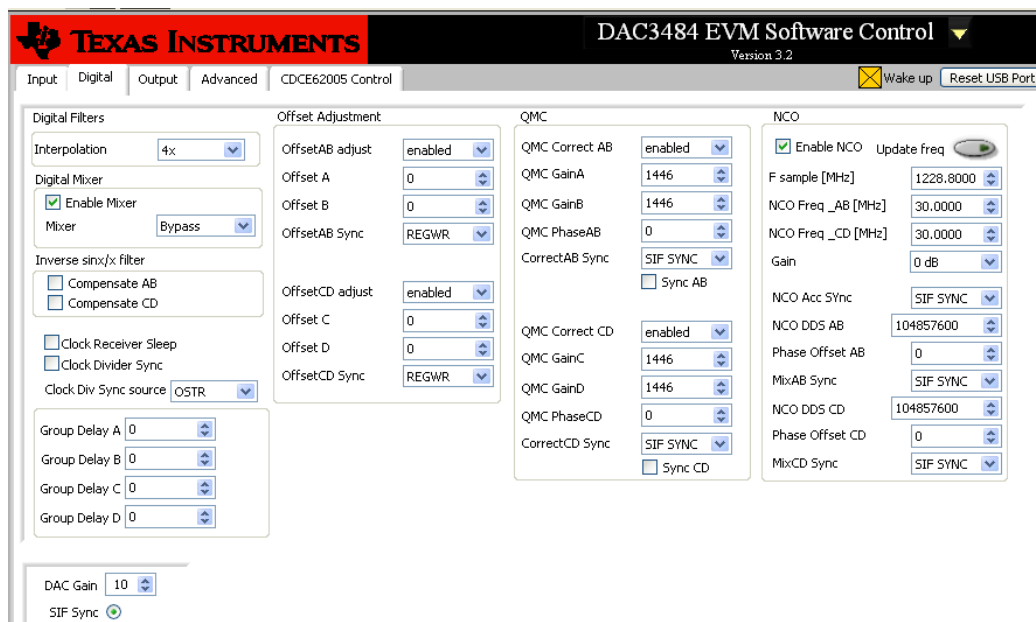 TEXAS INSTRUMENTS
DAC3484 EVM Software Control
Version 3.2
Input
Digital
Output
Advanced
CDCE62005 Control
Wake up
Reset USB Port
Digital Filters
Interpolation 4x
Digital Mixer
Enable Mixer
Mixer Bypass
Inverse sinx/x filter
Compensate AB
Compensate CD
Clock Receiver Sleep
Clock Divider Sync
Clock Div Sync source OSTR
Group Delay A 0
Group Delay B 0
Group Delay C 0
Group Delay D 0
Offset Adjustment
OffsetAB adjust enabled
Offset A 0
Offset B 0
OffsetAB Sync REGWR
OffsetCD adjust enabled
Offset C 0
Offset D 0
OffsetCD Sync REGWR
QMC
QMC Correct AB enabled
QMC GainA 1446
QMC GainB 1446
QMC PhaseAB 0
CorrectAB Sync SIF SYNC
Sync AB
QMC Correct CD enabled
QMC GainC 1446
QMC GainD 1446
QMC PhaseCD 0
CorrectCD Sync SIF SYNC
Sync CD
NCO
Enable NCO Update freq
F sample [MHz] 1228.8000
NCO Freq _AB [MHz] 30.0000
NCO Freq _CD [MHz] 30.0000
Gain 0 dB
NCO Acc SYnc SIF SYNC
NCO DDS AB 104857600
Phase Offset AB 0
MixAB Sync SIF SYNC
NCO DDS CD 104857600
Phase Offset CD 0
MixCD Sync SIF SYNC
DAC Gain 10
SIF Sync